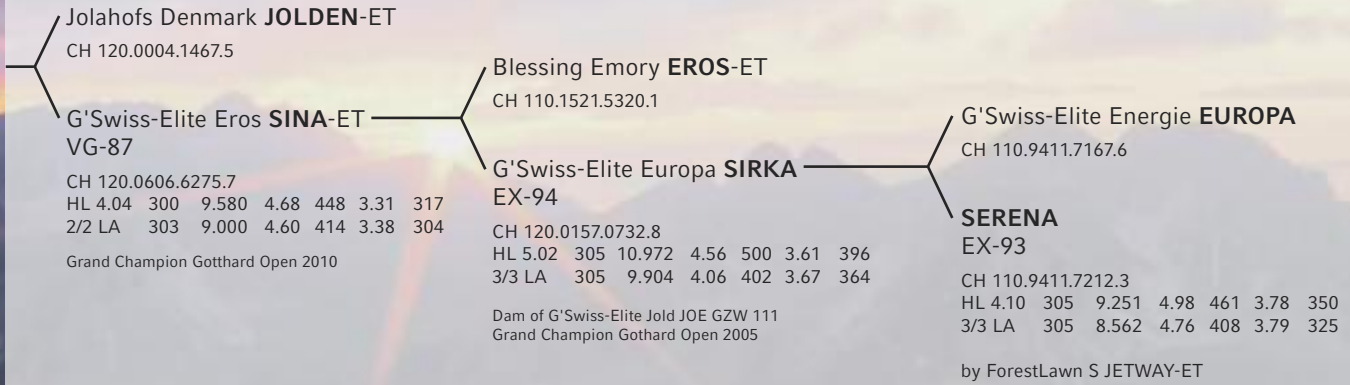 Jolahofs Denmark JOLDEN-ET
CH 120.0004.1467.5
G'Swiss-Elite Eros SINA-ET
VG-87
CH 120.0606.6275.7
HL 4.04 300 9.580 4.68 448 3.31 317
2/2 LA 303 9.000 4.60 414 3.38 304
Grand Champion Gotthard Open 2010
Blessing Emory EROS-ET
CH 110.1521.5320.1
G'Swiss-Elite Europa SIRKA
EX-94
CH 120.0157.0732.8
HL 5.02 305 10.972 4.56 500 3.61 396
3/3 LA 305 9.904 4.06 402 3.67 364
Dam of G'Swiss-Elite Jold JOE GZW 111
Grand Champion Gothard Open 2005
G'Swiss-Elite Energie EUROPA
CH 110.9411.7167.6
SERENA
EX-93
CH 110.9411.7212.3
HL 4.10 305 9.251 4.98 461 3.78 350
3/3 LA 305 8.562 4.76 408 3.79 325
by ForestLawn S JETWAY-ET